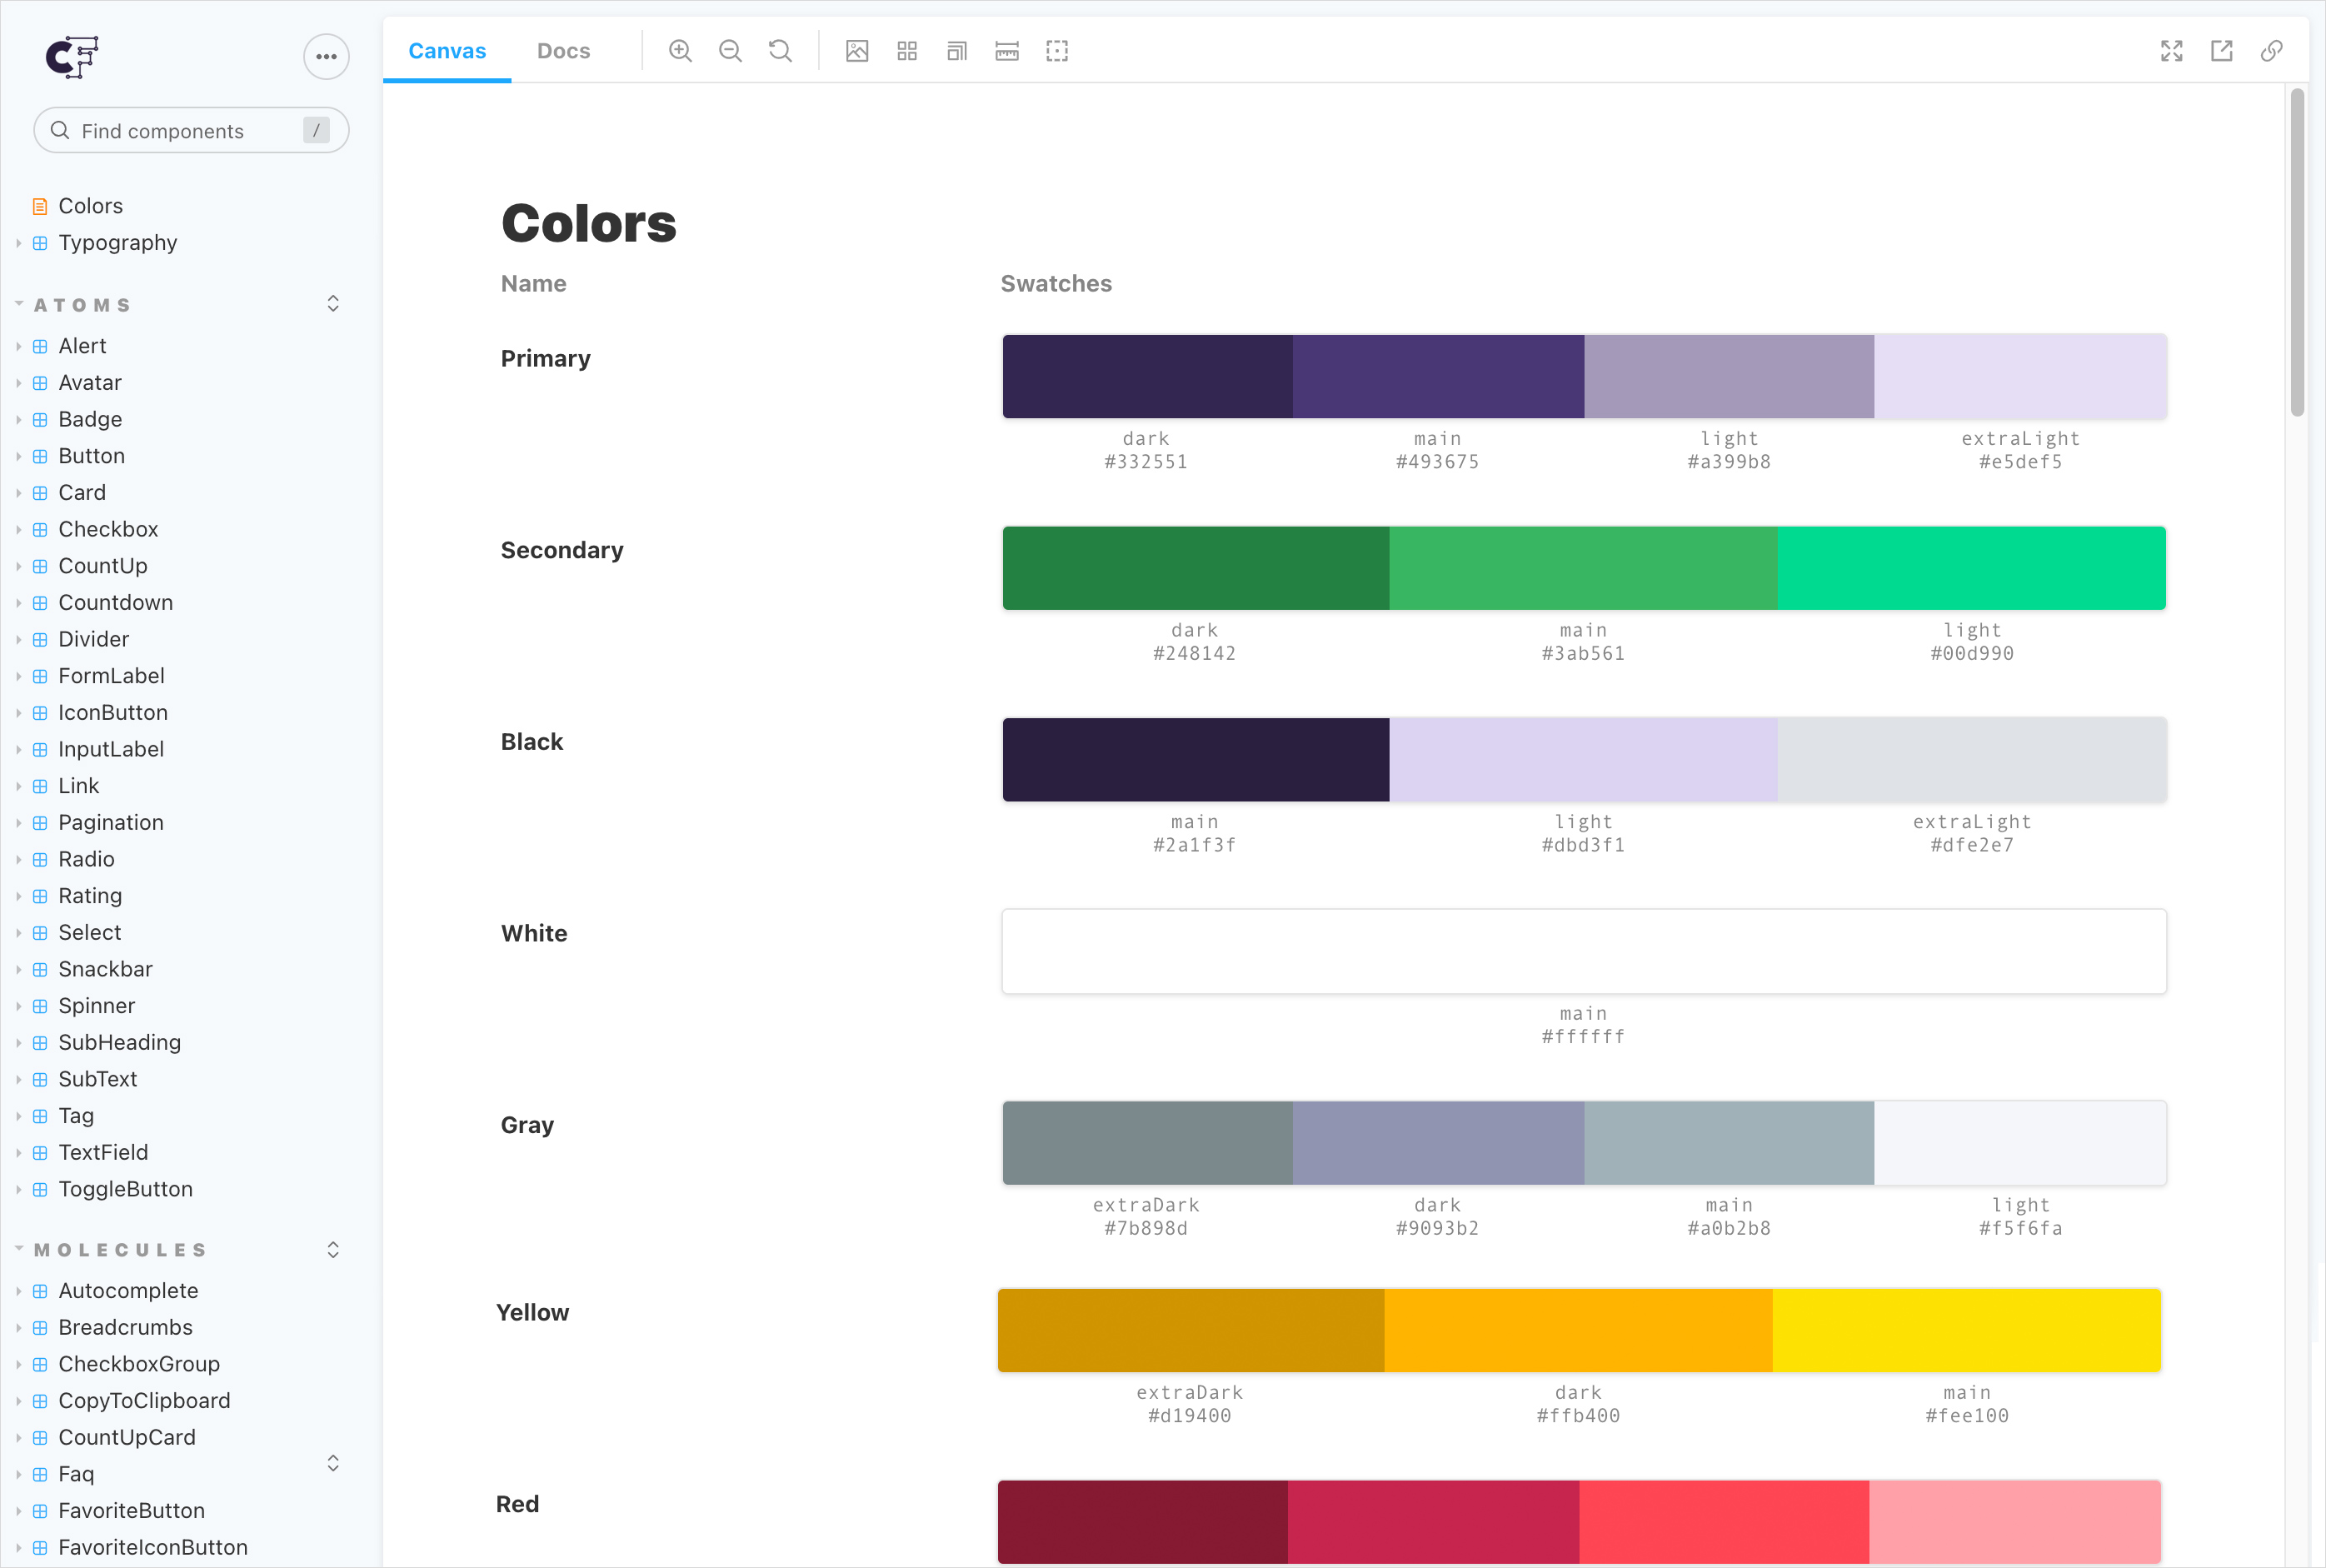 Find components
/
Colors
Typography
ATOMS
Alert
Avatar
Badge
Button
Card
Checkbox
CountUp
Countdown
Divider
FormLabel
IconButton
InputLabel
Link
Pagination
Radio
Rating
Select
Snackbar
Spinner
SubHeading
SubText
Tag
TextField
ToggleButton
MOLECULES
Autocomplete
Breadcrumbs
CheckboxGroup
CopyToClipboard
CountUpCard
Faq
FavoriteButton
FavoriteIconButton
Canvas Docs
Colors
Name Swatches
Primary
dark main light extraLight
#332551 #493675 #a399b8 #e5def5
Secondary
dark main light
#248142 #3ab561 #00d990
Black
main light extraLight
#2a1f3f #dbd3f1 #dfe2e7
White
main
#ffffff
Gray
extraDark dark main light
#7b898d #9093b2 #a0b2b8 #f5f6fa
Yellow
extraDark dark main
#d19400 #ffb400 #fee100
Red